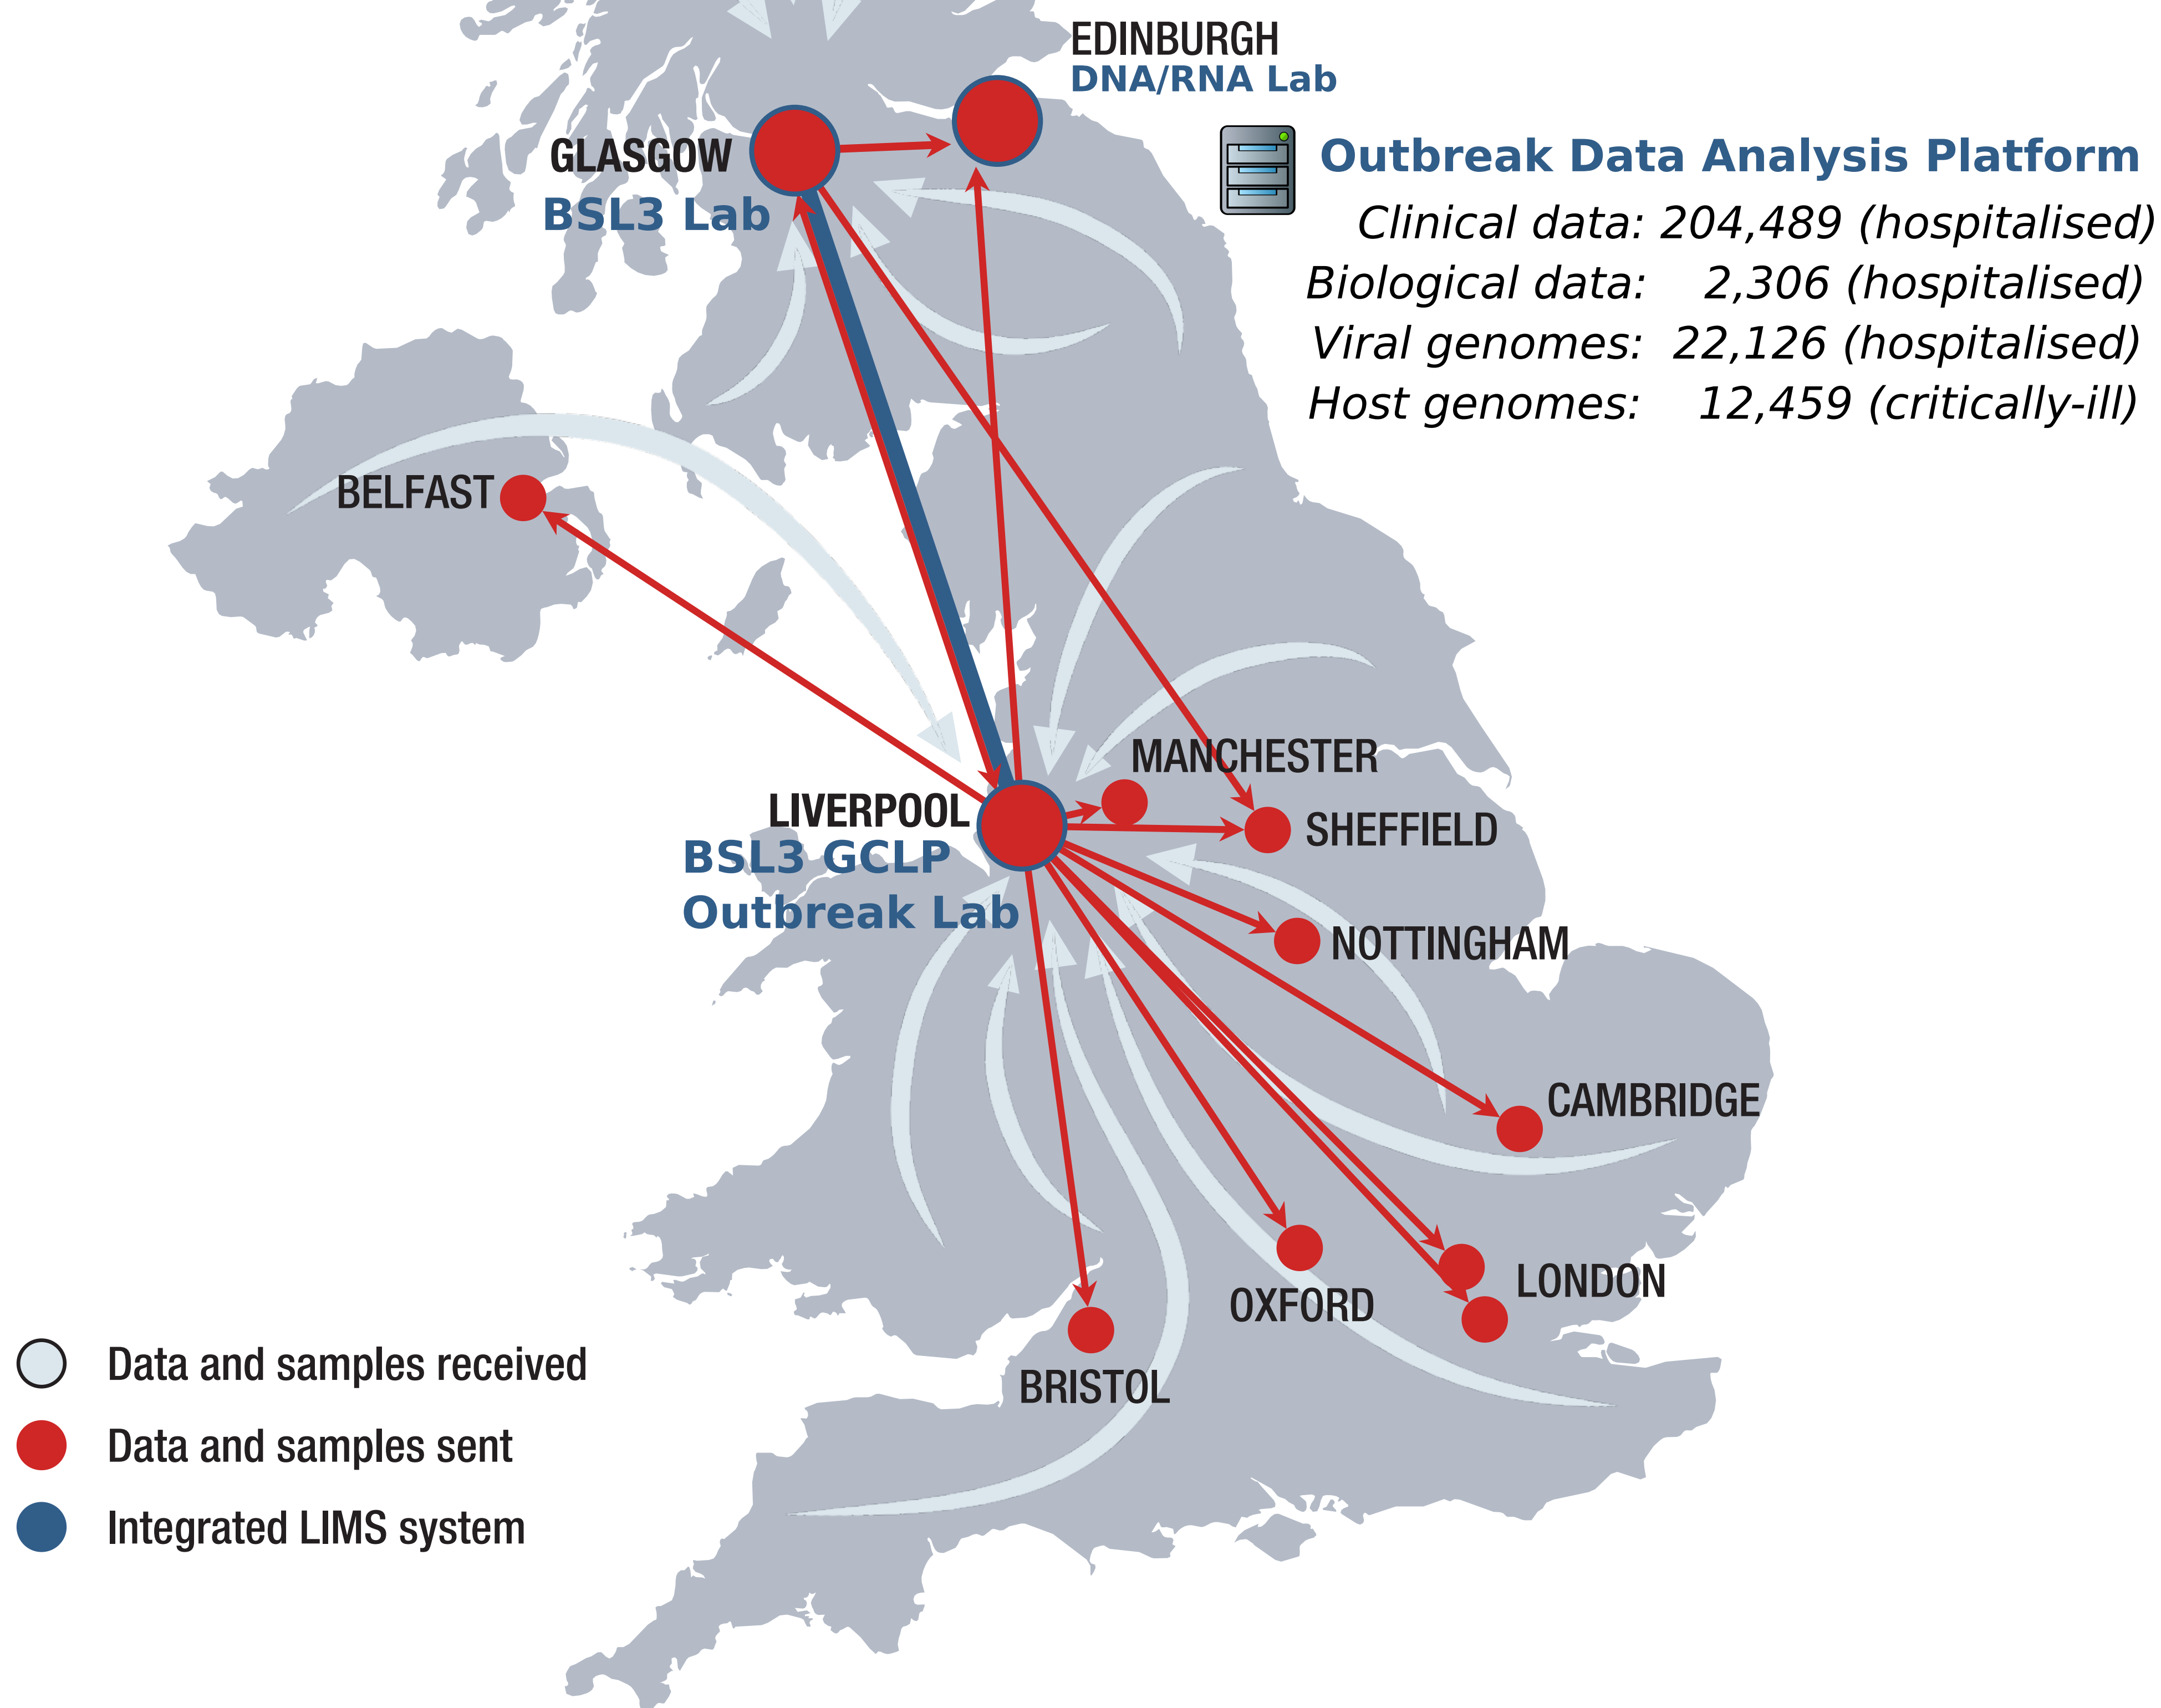 EDINBURGH
DNA/RNA Lab
GLASGOW
BSL3 Lab
Outbreak Data Analysis Platform
Clinical data: 204,489 (hospitalised)
Biological data: 2,306 (hospitalised)
Viral genomes: 22,126 (hospitalised)
Host genomes: 12,459 (critically-ill)
BELFAST
MANCHESTER
LIVERPOOL
BSL3 GCLP
Outbreak Lab
SHEFFIELD
NOTTINGHAM
CAMBRIDGE
LONDON
OXFORD
BRISTOL
Data and samples received
Data and samples sent
Integrated LIMS system